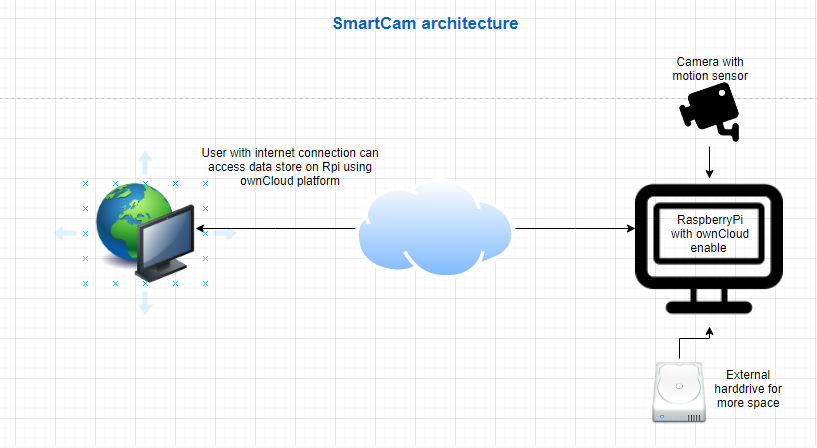 SmartCam architecture
Camera with
motion sensor
User with internet connection can
access data store on Rpi using
ownCloud platform
RaspberryPi
with ownCloud
enable
External
harddrive for
more space